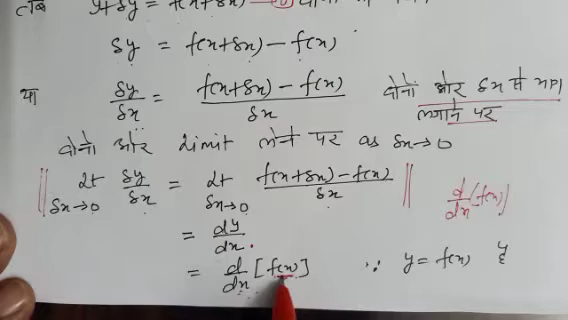 y+δy = f(x+δx)
δy = f(x+δx) - f(x)
या δy/δx = (f(x+δx) - f(x))/δx दोनो ओर δx से भाग
लगाने पर
दोनो ओर limit लेने पर as δx→0
|| Lt δx→0 δy/δx = Lt δx→0 (f(x+δx) - f(x))/δx || d/dx [f(x)]
= dy/dx.
= d/dx [f(x)] ∵ y = f(x) है